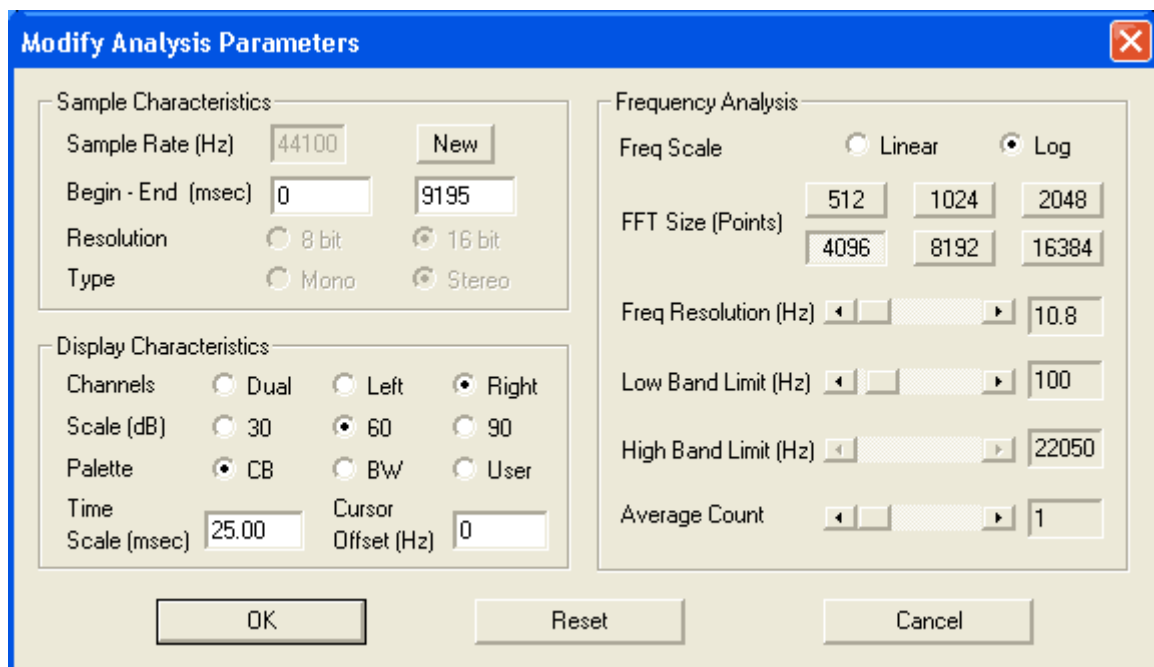 Modify Analysis Parameters
Sample Characteristics
Sample Rate (Hz) 44100 New
Begin - End (msec) 0 9195
Resolution 8 bit 16 bit
Type Mono Stereo
Display Characteristics
Channels Dual Left Right
Scale (dB) 30 60 90
Palette CB BW User
Time Scale (msec) 25.00 Cursor Offset (Hz) 0
Frequency Analysis
Freq Scale Linear Log
FFT Size (Points) 512 1024 2048
4096 8192 16384
Freq Resolution (Hz) 10.8
Low Band Limit (Hz) 100
High Band Limit (Hz) 22050
Average Count 1
OK Reset Cancel